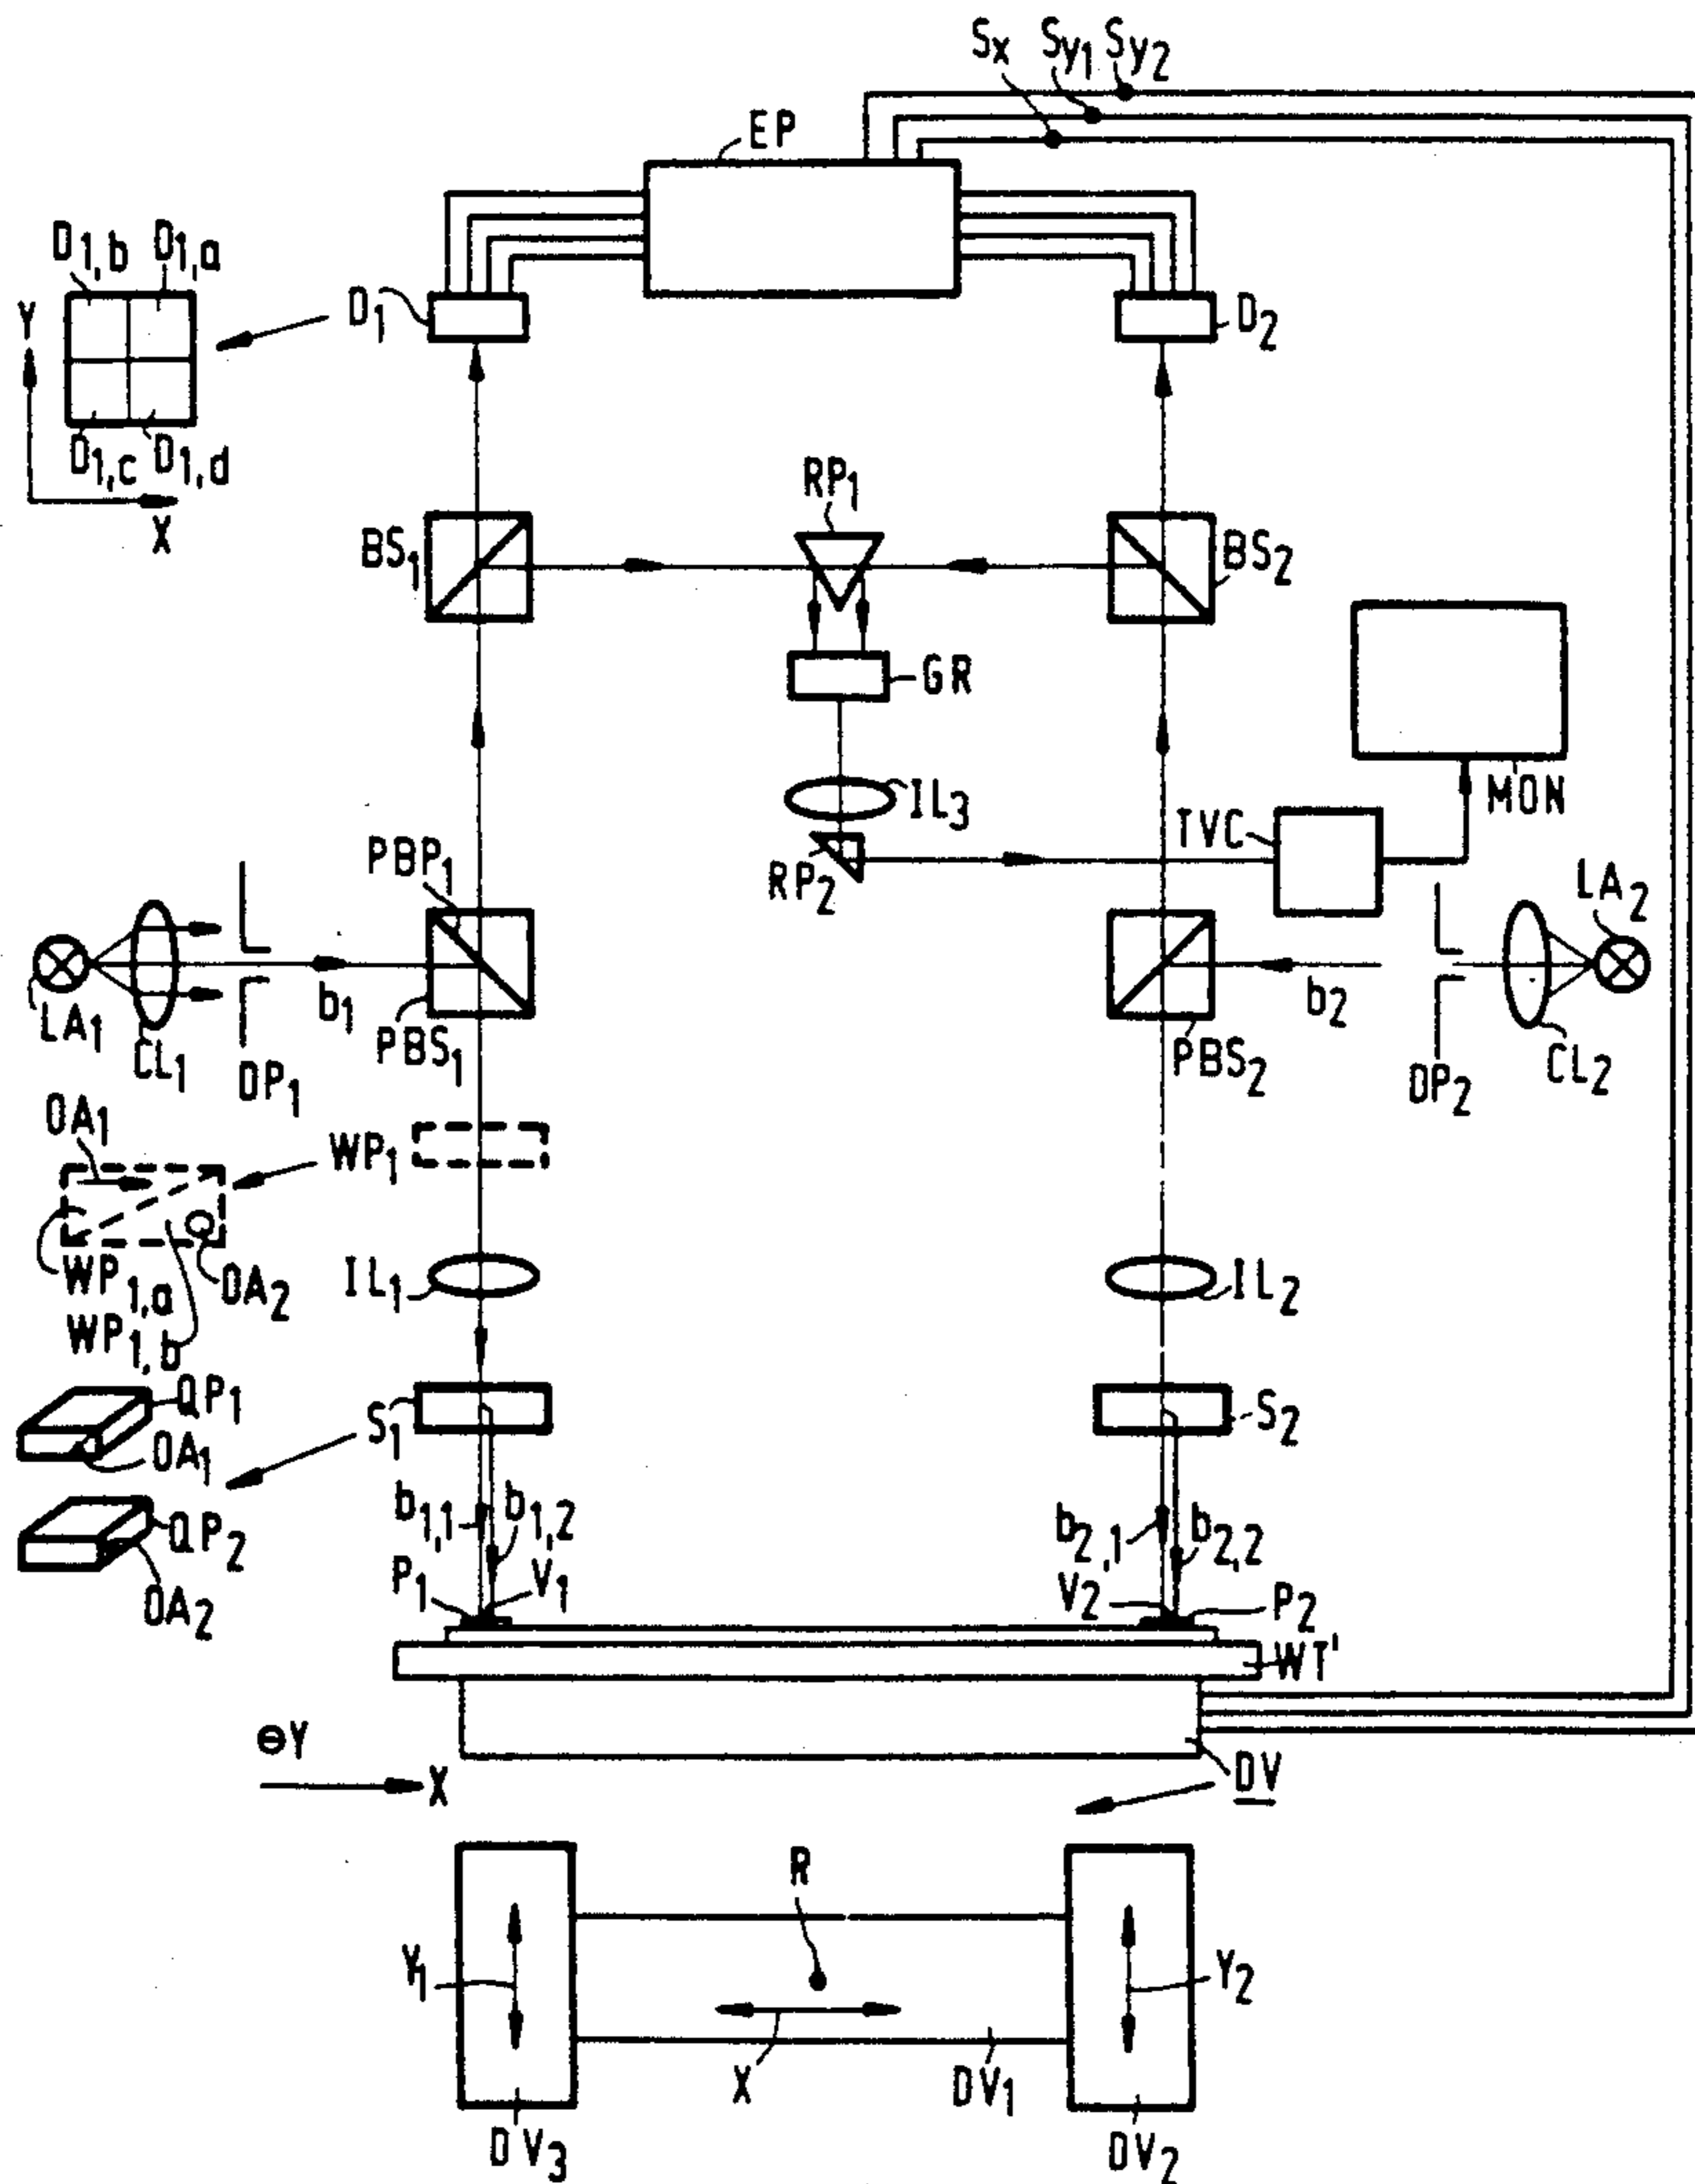 Sx Sy1 Sy2
EP
D1,b D1,a
Y
D1
D2
D1,c D1,d
X
RP1
BS1
BS2
GR
MON
IL3
TVC
PBP1
RP2
LA2
LA1
CL1
b1
PBS1
b2
PBS2
CL2
DP1
DP2
OA1
WP1
WP1,a
OA2
IL1
IL2
WP1,b
QP1
S1
S2
OA1
b1,1 b1,2
b2,1 b2,2
QP2
P1 V1
V2 P2
OA2
WT'
Y
X
DV
R
Y1
Y2
X
DV1
DV3
DV2